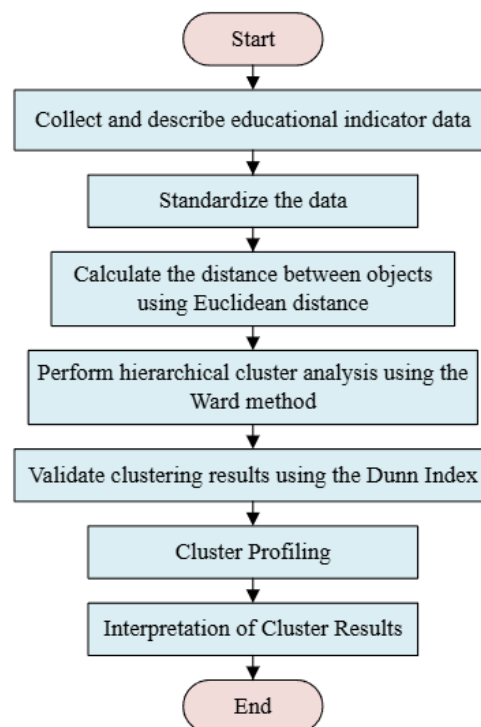 Start
Collect and describe educational indicator data
Standardize the data
Calculate the distance between objects
using Euclidean distance
Perform hierarchical cluster analysis using the
Ward method
Validate clustering results using the Dunn Index
Cluster Profiling
Interpretation of Cluster Results
End